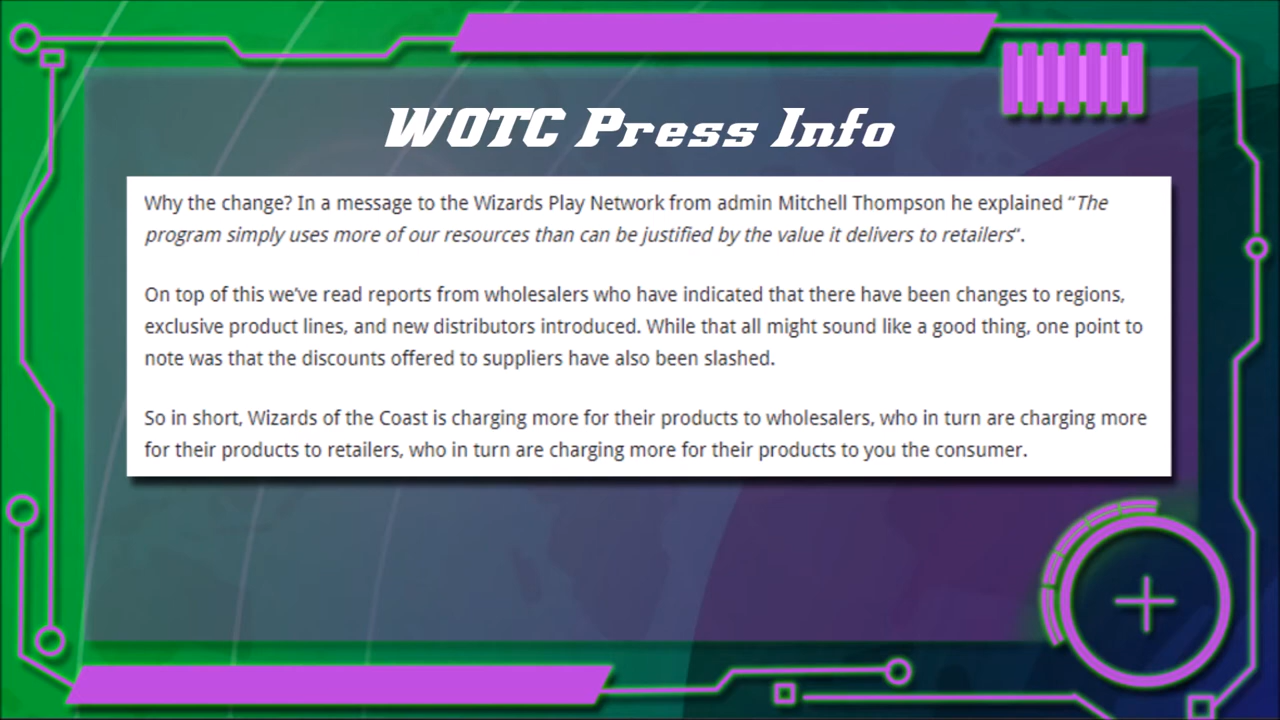 WOTC Press Info
Why the change? In a message to the Wizards Play Network from admin Mitchell Thompson he explained “The
program simply uses more of our resources than can be justified by the value it delivers to retailers“.
On top of this we’ve read reports from wholesalers who have indicated that there have been changes to regions,
exclusive product lines, and new distributors introduced. While that all might sound like a good thing, one point to
note was that the discounts offered to suppliers have also been slashed.
So in short, Wizards of the Coast is charging more for their products to wholesalers, who in turn are charging more
for their products to retailers, who in turn are charging more for their products to you the consumer.